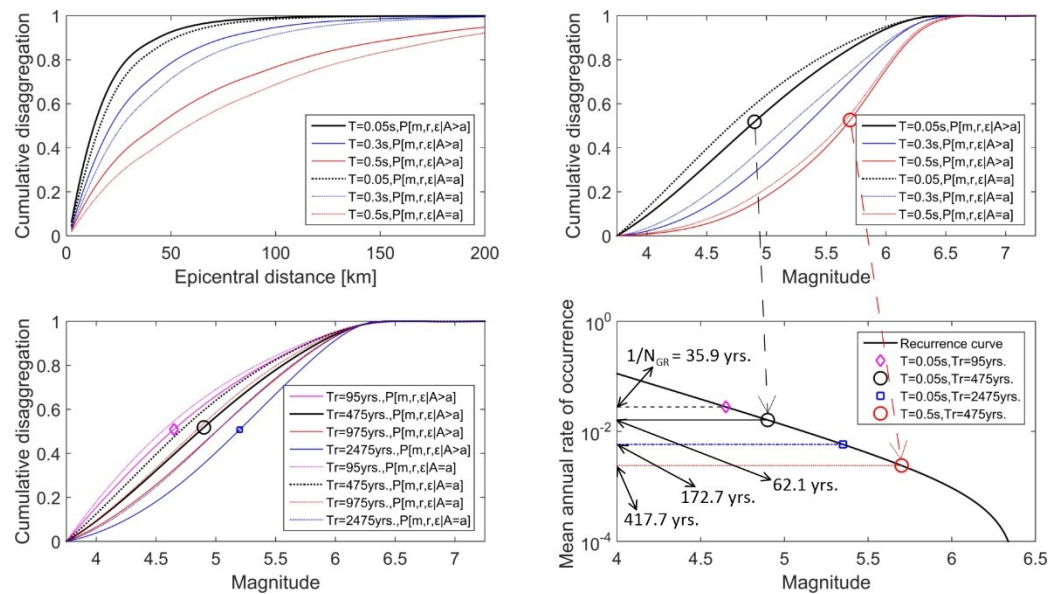 Cumulative disaggregation
1
0.8
0.6
0.4
0.2
0
T=0.05s,P[m,r,ε|A>a]
T=0.3s,P[m,r,ε|A>a]
T=0.5s,P[m,r,ε|A>a]
T=0.05,P[m,r,ε|A=a]
T=0.3s,P[m,r,ε|A=a]
T=0.5s,P[m,r,ε|A=a]
0 50 100 150 200
Epicentral distance [km]
Cumulative disaggregation
1
0.8
0.6
0.4
0.2
0
T=0.05s,P[m,r,ε|A>a]
T=0.3s,P[m,r,ε|A>a]
T=0.5s,P[m,r,ε|A>a]
T=0.05,P[m,r,ε|A=a]
T=0.3s,P[m,r,ε|A=a]
T=0.5s,P[m,r,ε|A=a]
4 4.5 5 5.5 6 6.5 7
Magnitude
Cumulative disaggregation
1
0.8
0.6
0.4
0.2
0
Tr=95yrs.,P[m,r,ε|A>a]
Tr=475yrs.,P[m,r,ε|A>a]
Tr=975yrs.,P[m,r,ε|A>a]
Tr=2475yrs.,P[m,r,ε|A>a]
Tr=95yrs.,P[m,r,ε|A=a]
Tr=475yrs.,P[m,r,ε|A=a]
Tr=975yrs.,P[m,r,ε|A=a]
Tr=2475yrs.,P[m,r,ε|A=a]
4 4.5 5 5.5 6 6.5 7
Magnitude
Mean annual rate of occurrence
10^0
10^-2
10^-4
1/N_GR = 35.9 yrs.
Recurrence curve
T=0.05s,Tr=95yrs.
T=0.05s,Tr=475yrs.
T=0.05s,Tr=2475yrs.
T=0.5s,Tr=475yrs.
62.1 yrs.
172.7 yrs.
417.7 yrs.
4 4.5 5 5.5 6 6.5
Magnitude